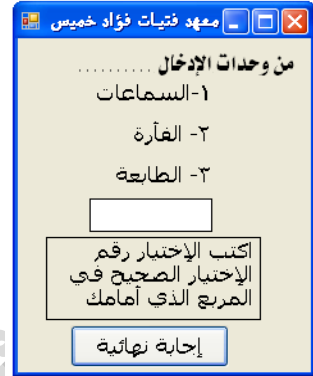 معهد فتيات فؤاد خميس
من وحدات الإدخال ..........
١-السماعات
٢- الفأرة
٣- الطابعة
اكتب الإختيار رقم
الإختيار الصحيح في
المربع الذي أمامك
إجابة نهائية